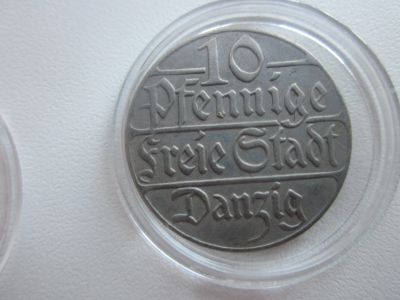 10
Pfennige
Freie Stadt
Danzig